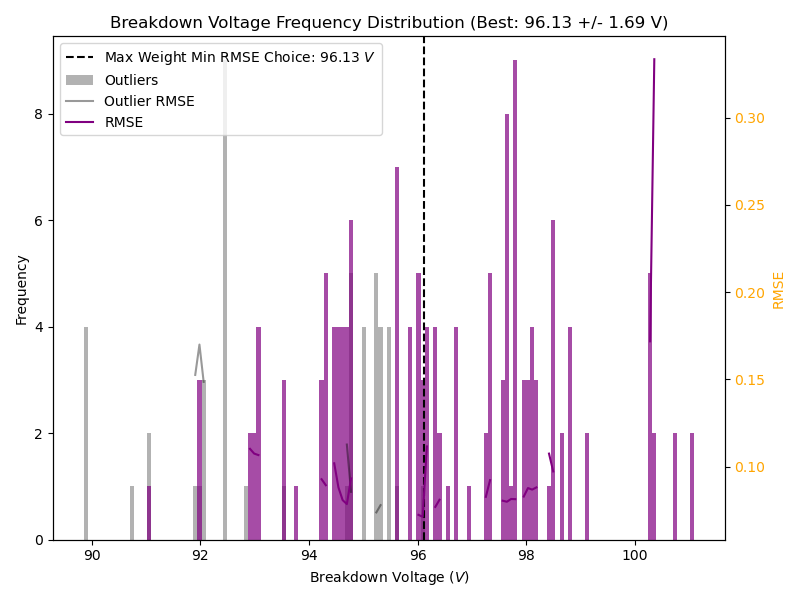 Breakdown Voltage Frequency Distribution (Best: 96.13 +/- 1.69 V)
Max Weight Min RMSE Choice: 96.13 V
Outliers
Outlier RMSE
RMSE
8
6
4
2
0
Frequency
0.30
0.25
0.20
0.15
0.10
RMSE
90 92 94 96 98 100
Breakdown Voltage (V)